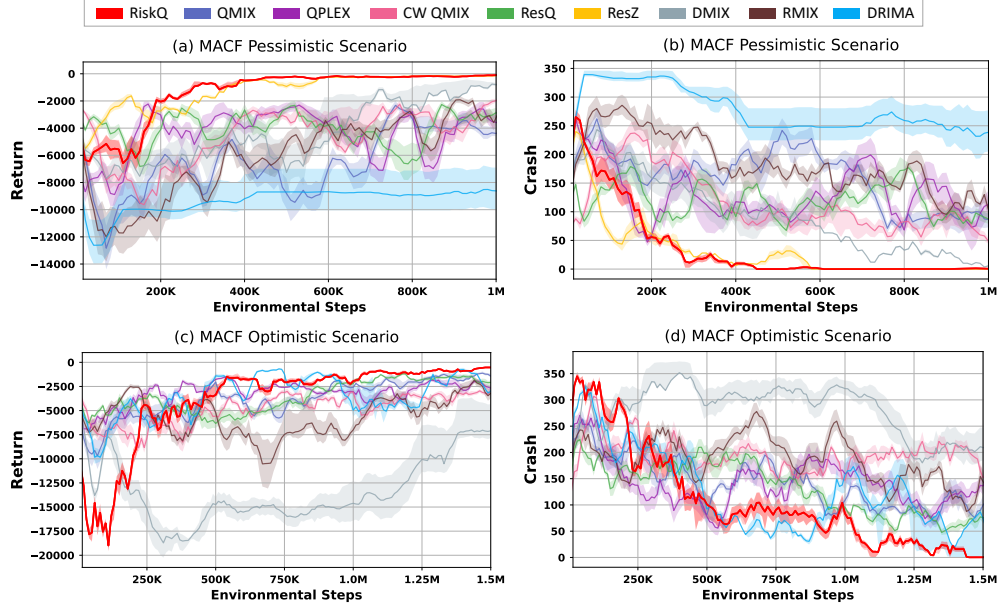 RiskQ QMIX QPLEX CW QMIX ResQ ResZ DMIX RMIX DRIMA
(a) MACF Pessimistic Scenario
0
−2000
−4000
−6000
−8000
−10000
−12000
−14000
Return
200K 400K 600K 800K 1M
Environmental Steps
(b) MACF Pessimistic Scenario
350
300
250
200
150
100
50
0
Crash
200K 400K 600K 800K 1M
Environmental Steps
(c) MACF Optimistic Scenario
0
−2500
−5000
−7500
−10000
−12500
−15000
−17500
−20000
Return
250K 500K 750K 1.0M 1.25M 1.5M
Environmental Steps
(d) MACF Optimistic Scenario
350
300
250
200
150
100
50
0
Crash
250K 500K 750K 1.0M 1.25M 1.5M
Environmental Steps